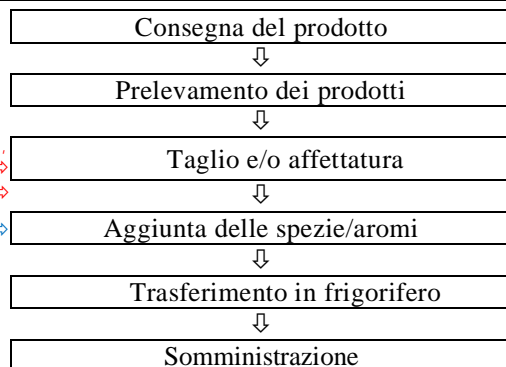 Consegna del prodotto
Prelevamento dei prodotti
Taglio e/o affettatura
Aggiunta delle spezie/aromi
Trasferimento in frigorifero
Somministrazione